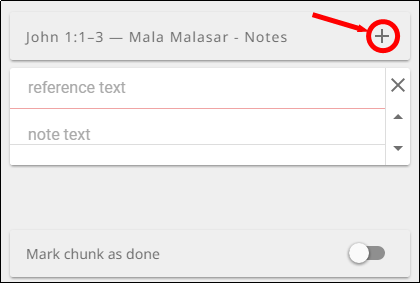 John 1:1–3 — Mala Malasar - Notes
reference text
note text
Mark chunk as done